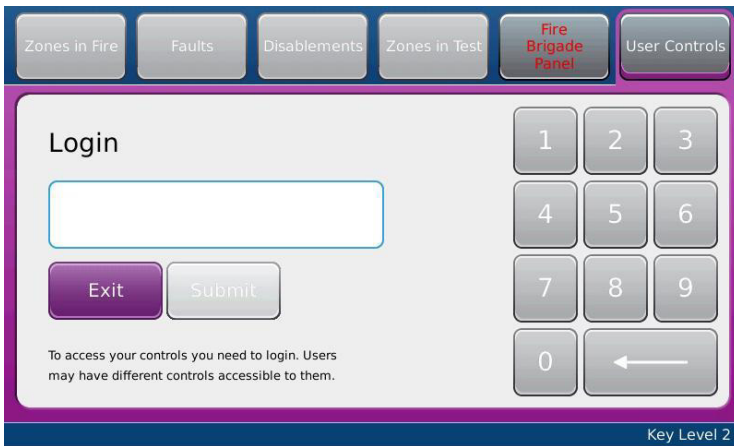 Zones in Fire
Faults
Disablements
Zones in Test
Fire
Brigade
Panel
User Controls
Login
1 2 3
4 5 6
7 8 9
0
Exit
Submit
To access your controls you need to login. Users
may have different controls accessible to them.
Key Level 2